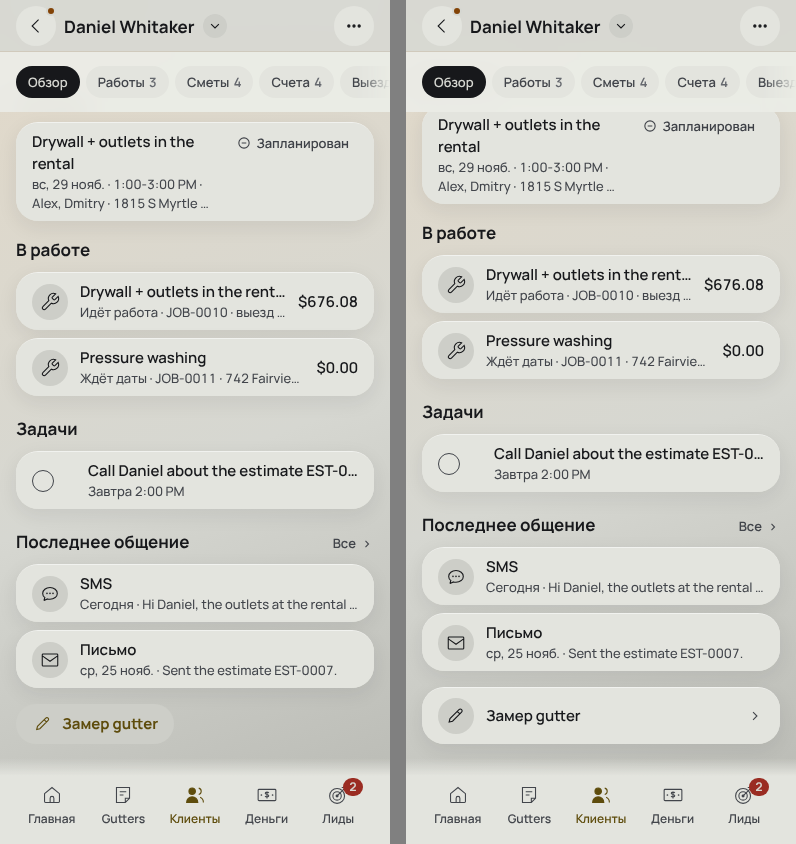 Daniel Whitaker
Обзор
Работы 3
Сметы 4
Счета 4
Выезд
Drywall + outlets in the
rental
Запланирован
вс, 29 нояб. · 1:00-3:00 PM ·
Alex, Dmitry · 1815 S Myrtle …
В работе
Drywall + outlets in the rent…
$676.08
Идёт работа · JOB-0010 · выезд …
Pressure washing
$0.00
Ждёт даты · JOB-0011 · 742 Fairvie…
Задачи
Call Daniel about the estimate EST-0…
Завтра 2:00 PM
Последнее общение
Все
SMS
Сегодня · Hi Daniel, the outlets at the rental …
Письмо
ср, 25 нояб. · Sent the estimate EST-0007.
Замер gutter
Главная
Gutters
Клиенты
Деньги
2
Лиды
Daniel Whitaker
Обзор
Работы 3
Сметы 4
Счета 4
Выезд
Drywall + outlets in the
rental
Запланирован
вс, 29 нояб. · 1:00-3:00 PM ·
Alex, Dmitry · 1815 S Myrtle …
В работе
Drywall + outlets in the rent…
$676.08
Идёт работа · JOB-0010 · выезд …
Pressure washing
$0.00
Ждёт даты · JOB-0011 · 742 Fairvie…
Задачи
Call Daniel about the estimate EST-0…
Завтра 2:00 PM
Последнее общение
Все
SMS
Сегодня · Hi Daniel, the outlets at the rental …
Письмо
ср, 25 нояб. · Sent the estimate EST-0007.
Замер gutter
Главная
Gutters
Клиенты
Деньги
2
Лиды